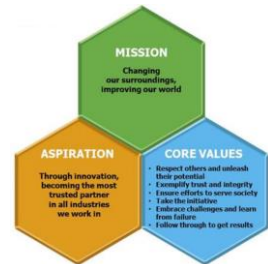 MISSION
Changing
our surroundings,
improving our world
ASPIRATION
Through innovation,
becoming the most
trusted partner
in all industries
we work in
CORE VALUES
• Respect others and unleash
their potential
• Exemplify trust and integrity
• Ensure efforts to serve society
• Take the initiative
• Embrace challenges and learn
from failure
• Follow through to get results